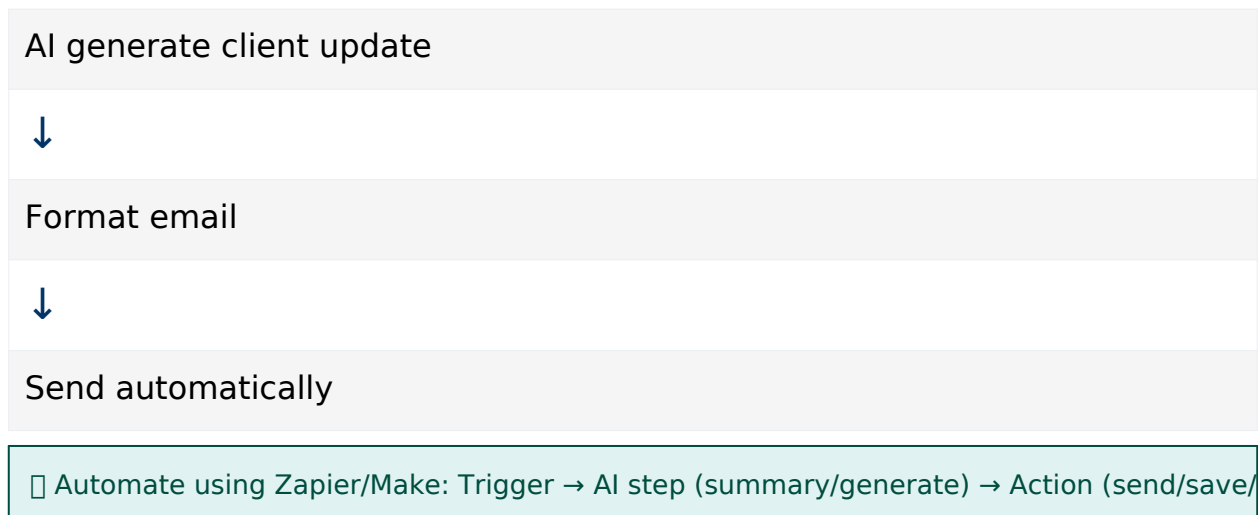 AI generate client update
↓
Format email
↓
Send automatically
Automate using Zapier/Make: Trigger → AI step (summary/generate) → Action (send/save/